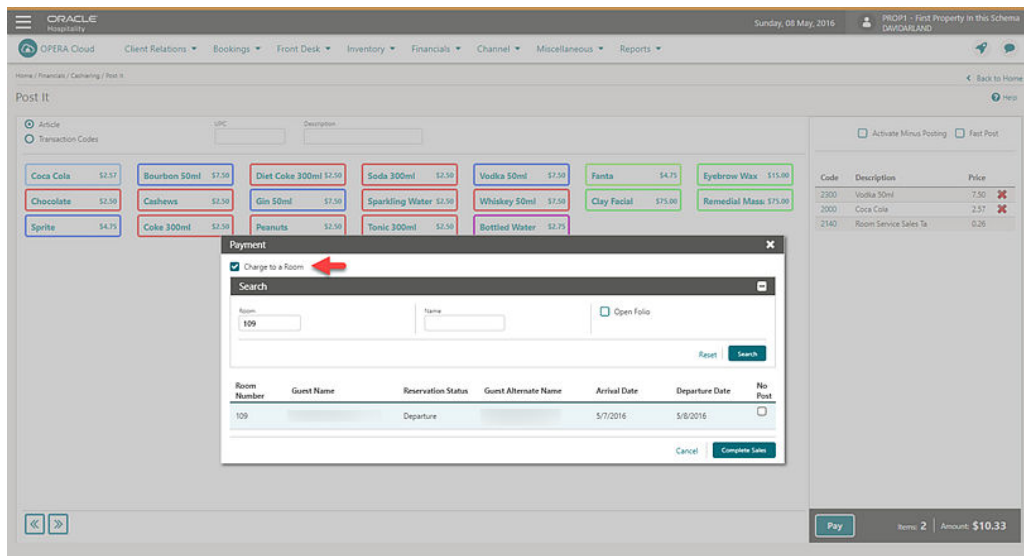 ORACLE
Hospitality
Sunday, 08 May, 2016
PROP1 - First Property In this Schema
DAVIDARLAND
OPERA Cloud
Client Relations
Bookings
Front Desk
Inventory
Financials
Channel
Miscellaneous
Reports
Home / Financials / Cashiering / Post It
Back to Home
Post It
Help
Article
Transaction Codes
UPC
Description
Activate Minus Posting
Fast Post
Coca Cola $2.57
Bourbon 50ml $7.50
Diet Coke 300ml $2.50
Soda 300ml $2.50
Vodka 50ml $7.50
Fanta $4.75
Eyebrow Wax $15.00
Chocolate $2.50
Cashews $2.50
Gin 50ml $7.50
Sparkling Water $2.50
Whiskey 50ml $7.50
Clay Facial $75.00
Remedial Massa $75.00
Sprite $4.75
Coke 300ml $2.50
Peanuts $2.50
Tonic 300ml $2.50
Bottled Water $2.75
Code Description Price
2300 Vodka 50ml 7.50
2000 Coca Cola 2.57
2140 Room Service Sales Ta 0.26
Payment
Charge to a Room
Search
Room
109
Name
Open Folio
Reset
Search
Room Number
Guest Name
Reservation Status
Guest Alternate Name
Arrival Date
Departure Date
No Post
109 Departure 5/7/2016 5/8/2016
Cancel
Complete Sales
Pay
Items: 2 | Amount: $10.33